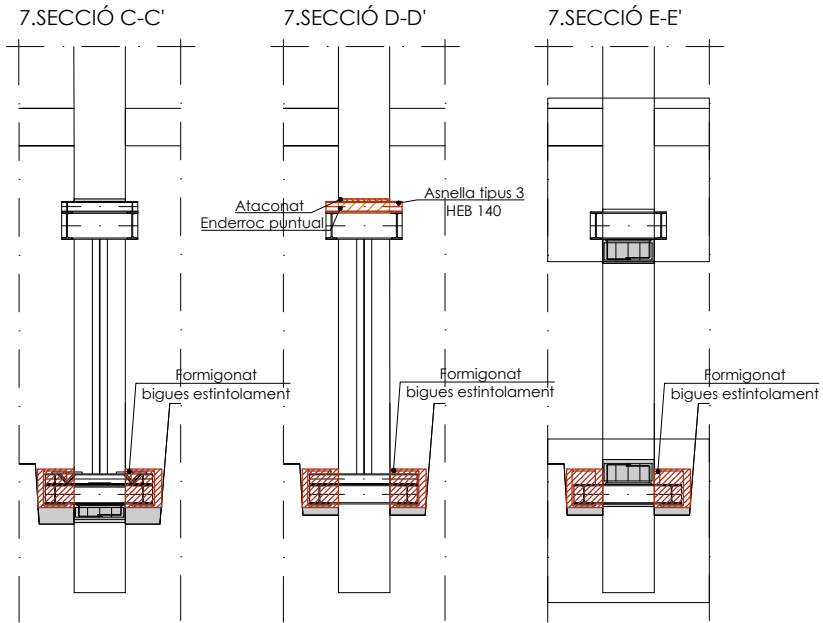 7.SECCIÓ C-C'
7.SECCIÓ D-D'
7.SECCIÓ E-E'
Ataconat
Enderroc puntual
Asnella tipus 3
HEB 140
Formigonat
bigues estintolament
Formigonat
bigues estintolament
Formigonat
bigues estintolament